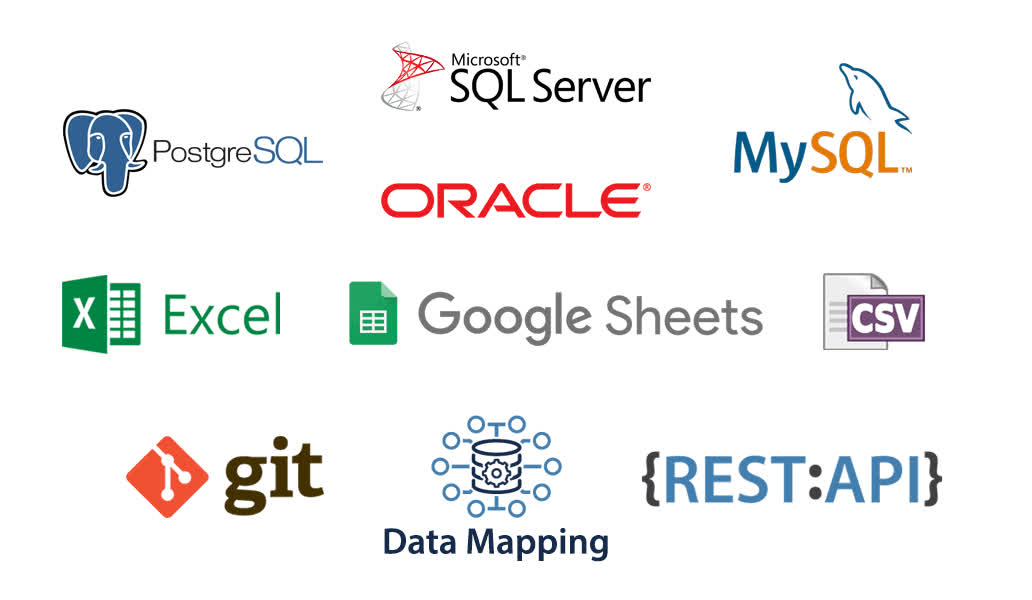 Microsoft®
SQL Server
PostgreSQL
MySQL™
ORACLE®
X Excel
Google Sheets
CSV
git
{REST:API}
Data Mapping